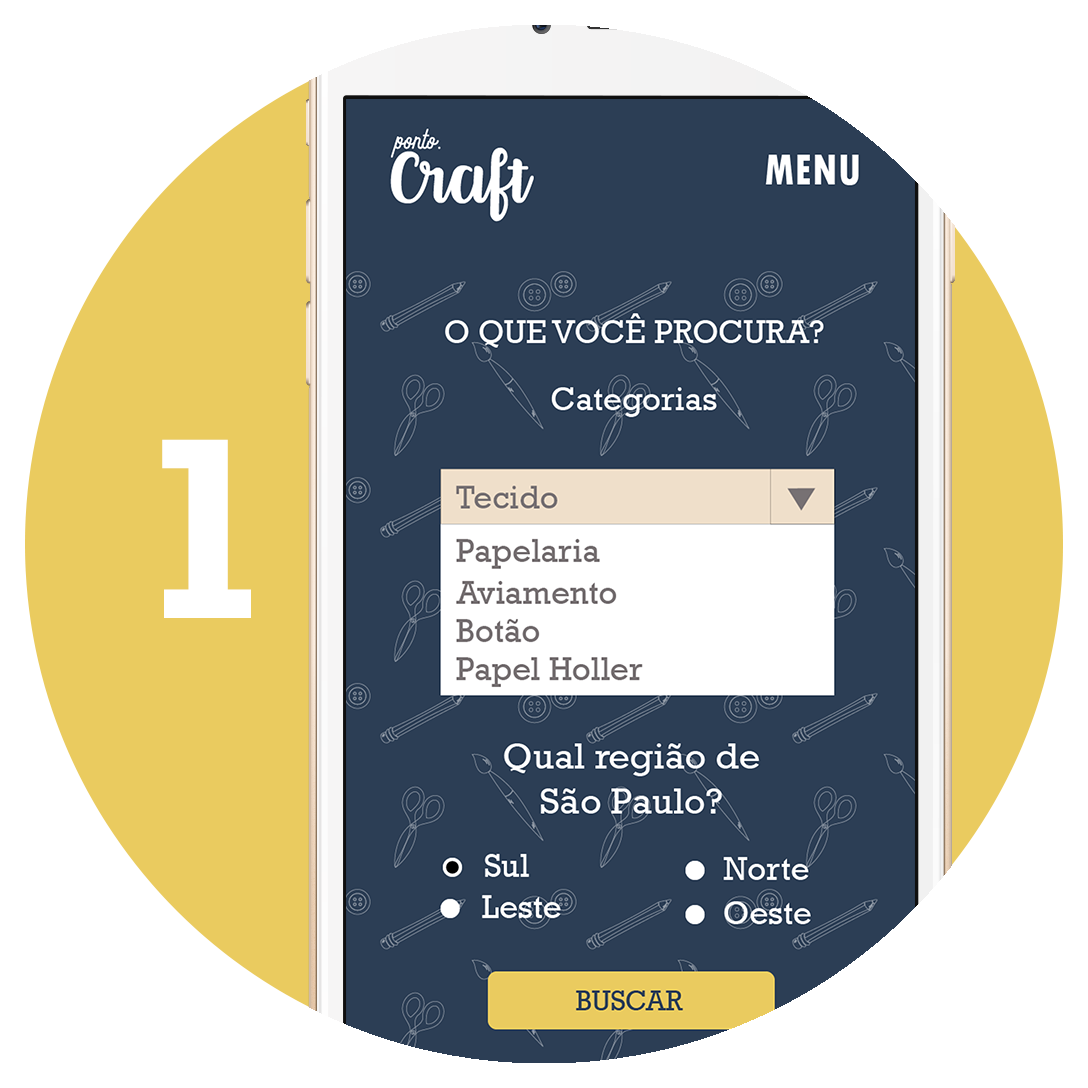 1
ponto.
Craft
MENU
O QUE VOCÊ PROCURA?
Categorias
Tecido
Papelaria
Aviamento
Botão
Papel Holler
Qual região de
São Paulo?
Sul
Norte
Leste
Oeste
BUSCAR